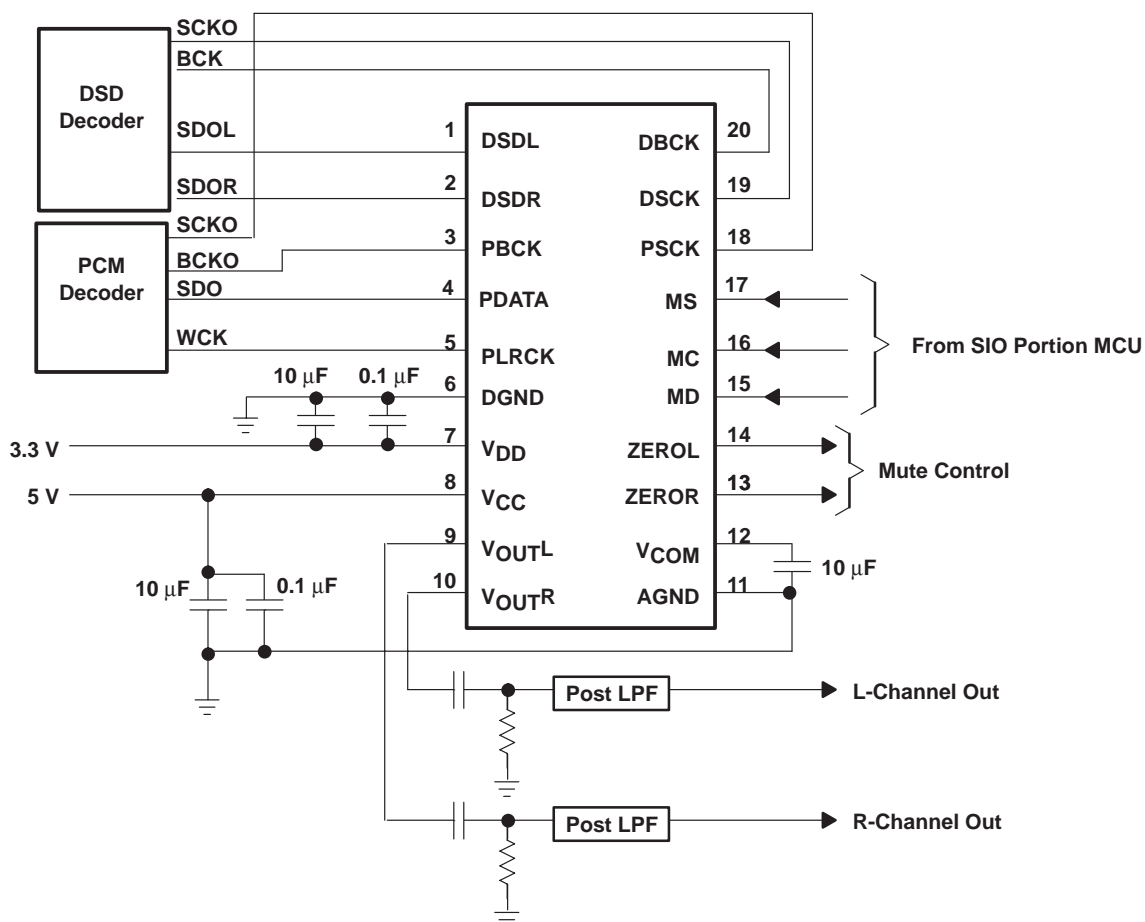 SCKO
BCK
DSD
Decoder
SDOL
SDOR
SCKO
BCKO
PCM
Decoder
SDO
WCK
1 DSDL DBCK 20
2 DSDR DSCK 19
3 PBCK PSCK 18
4 PDATA MS 17
5 PLRCK MC 16
6 DGND MD 15
7 VDD ZEROL 14
8 VCC ZEROR 13
9 VOUTL VCOM 12
10 VOUTR AGND 11
From SIO Portion MCU
Mute Control
10 μF 0.1 μF
3.3 V
5 V
10 μF 0.1 μF
10 μF
Post LPF L-Channel Out
Post LPF R-Channel Out